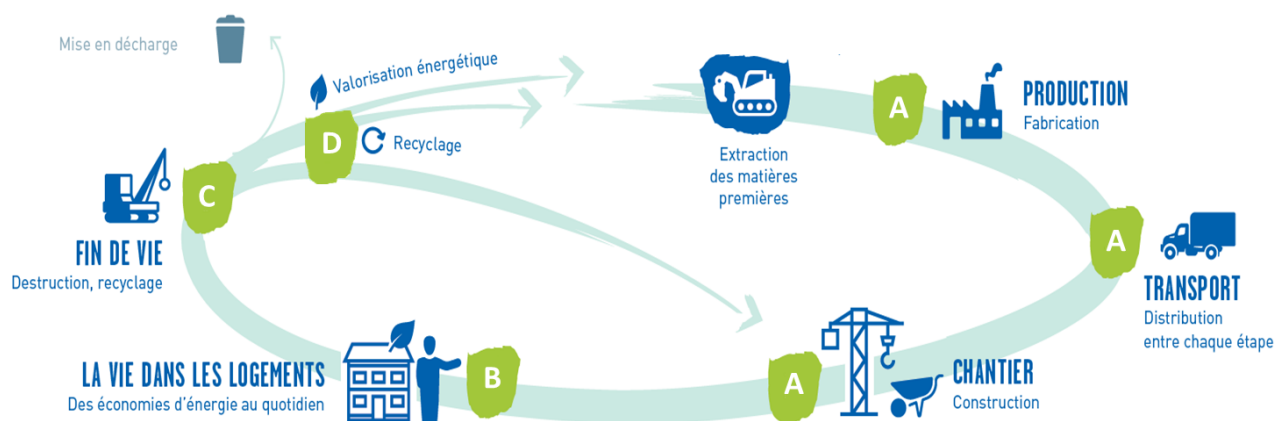 Mise en décharge
Valorisation énergétique
D
Recyclage
Extraction
des matières
premières
A
PRODUCTION
Fabrication
A
TRANSPORT
Distribution
entre chaque étape
A
CHANTIER
Construction
B
LA VIE DANS LES LOGEMENTS
Des économies d'énergie au quotidien
C
FIN DE VIE
Destruction, recyclage